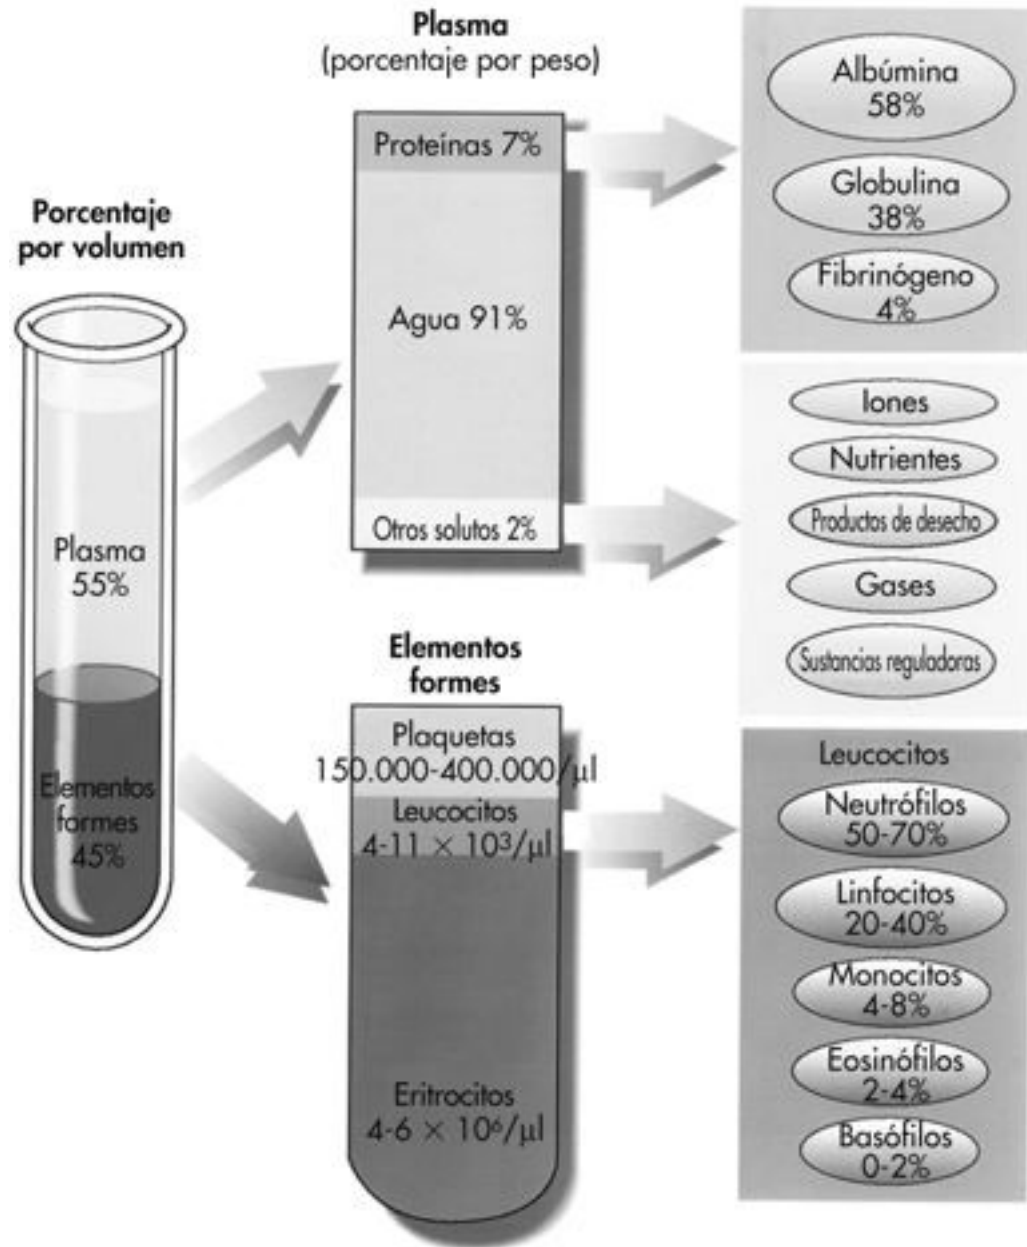 Porcentaje
por volumen
Plasma
55%
Elementos
formes
45%
Plasma
(porcentaje por peso)
Proteínas 7%
Agua 91%
Otros solutos 2%
Albúmina
58%
Globulina
38%
Fibrinógeno
4%
Iones
Nutrientes
Productos de desecho
Gases
Sustancias reguladoras
Elementos
formes
Plaquetas
150.000-400.000/µl
Leucocitos
4-11 × 10³/µl
Eritrocitos
4-6 × 10⁶/µl
Leucocitos
Neutrófilos
50-70%
Linfocitos
20-40%
Monocitos
4-8%
Eosinófilos
2-4%
Basófilos
0-2%